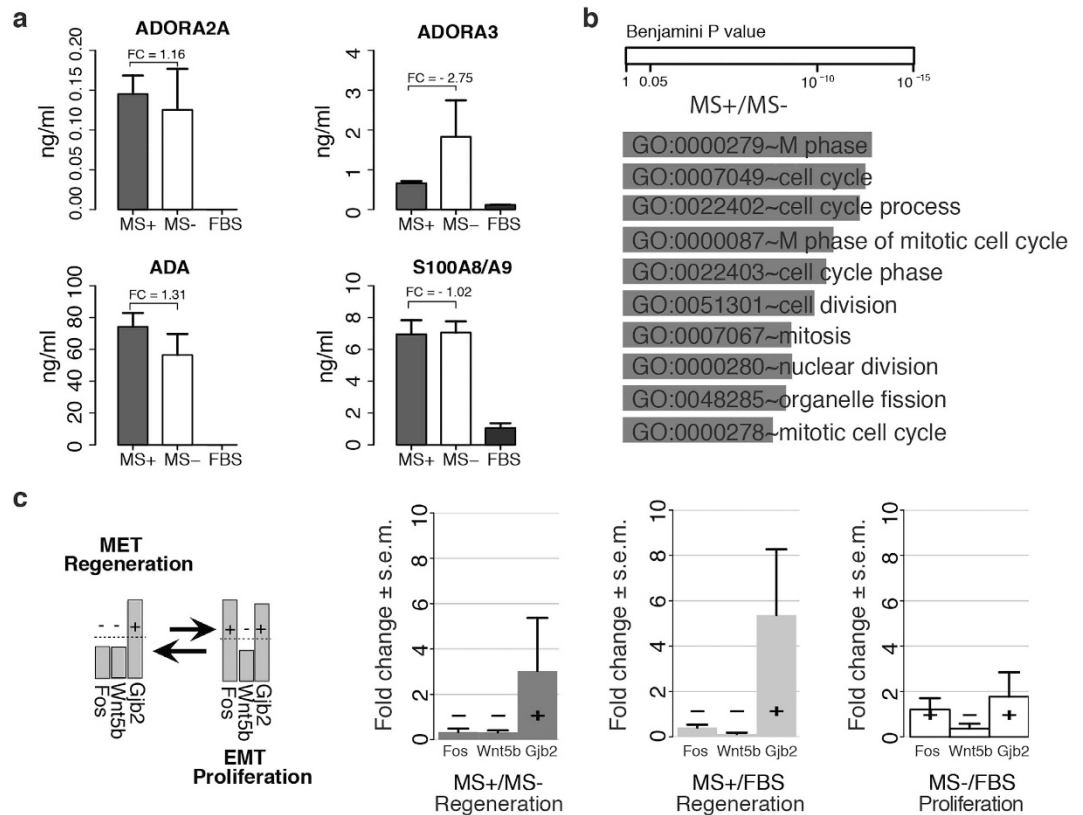 a
ADORA2A
ng/ml
0.00 0.05 0.10 0.15 0.20
FC = 1.16
MS+ MS- FBS
ADORA3
ng/ml
0 1 2 3 4
FC = - 2.75
MS+ MS– FBS
ADA
ng/ml
0 20 40 60 80 100
FC = 1.31
MS+ MS– FBS
S100A8/A9
ng/ml
0 2 4 6 8 10
FC = - 1.02
MS+ MS– FBS
b
Benjamini P value
1 0.05 10⁻¹⁰ 10⁻¹⁵
MS+/MS-
GO:0000279~M phase
GO:0007049~cell cycle
GO:0022402~cell cycle process
GO:0000087~M phase of mitotic cell cycle
GO:0022403~cell cycle phase
GO:0051301~cell division
GO:0007067~mitosis
GO:0000280~nuclear division
GO:0048285~organelle fission
GO:0000278~mitotic cell cycle
c
MET
Regeneration
- - +
+ - +
Fos Wnt5b Gjb2
Fos Wnt5b Gjb2
EMT
Proliferation
Fold change ± s.e.m.
0 2 4 6 8 10
– – +
Fos Wnt5b Gjb2
MS+/MS-
Regeneration
Fold change ± s.e.m.
0 2 4 6 8 10
– – +
Fos Wnt5b Gjb2
MS+/FBS
Regeneration
Fold change ± s.e.m.
0 2 4 6 8 10
+ – +
Fos Wnt5b Gjb2
MS-/FBS
Proliferation